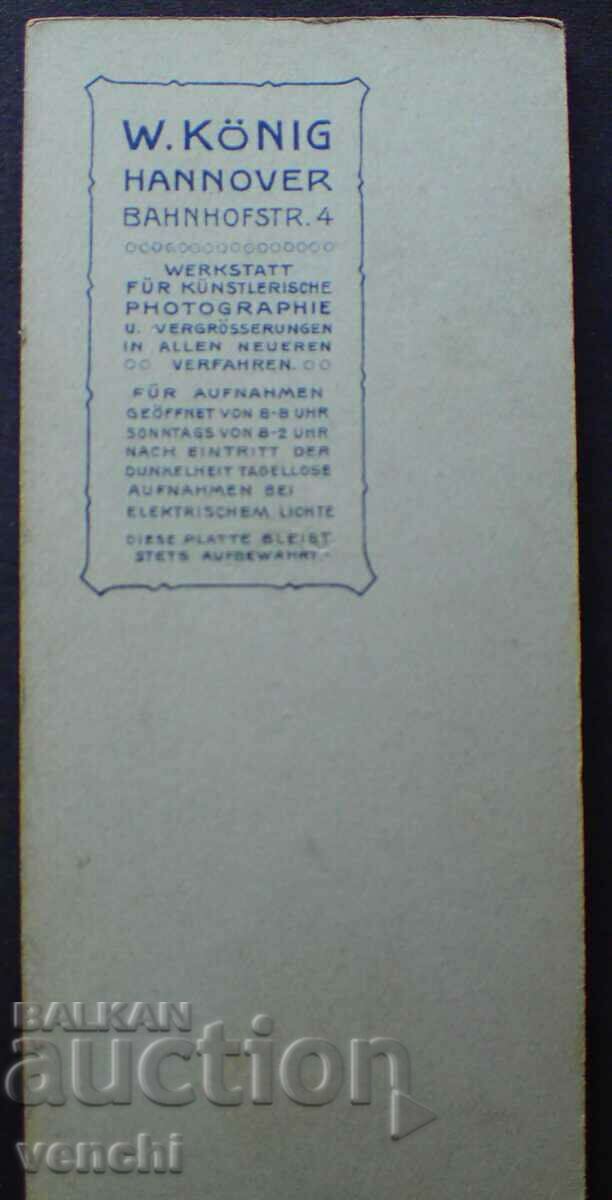 W. KÖNIG
HANNOVER
BAHNHOFSTR. 4
WERKSTATT
FÜR KÜNSTLERISCHE
PHOTOGRAPHIE
U. VERGRÖSSERUNGEN
IN ALLEN NEUEREN
VERFAHREN.
FÜR AUFNAHMEN
GEÖFFNET VON 8-8 UHR
SONNTAGS VON 8-2 UHR
NACH EINTRITT DER
DUNKELHEIT TADELLOSE
AUFNAHMEN BEI
ELEKTRISCHEM LICHTE
DIESE PLATTE BLEIBT
STETS AUFBEWAHRT.
BALKAN
auction
venchi